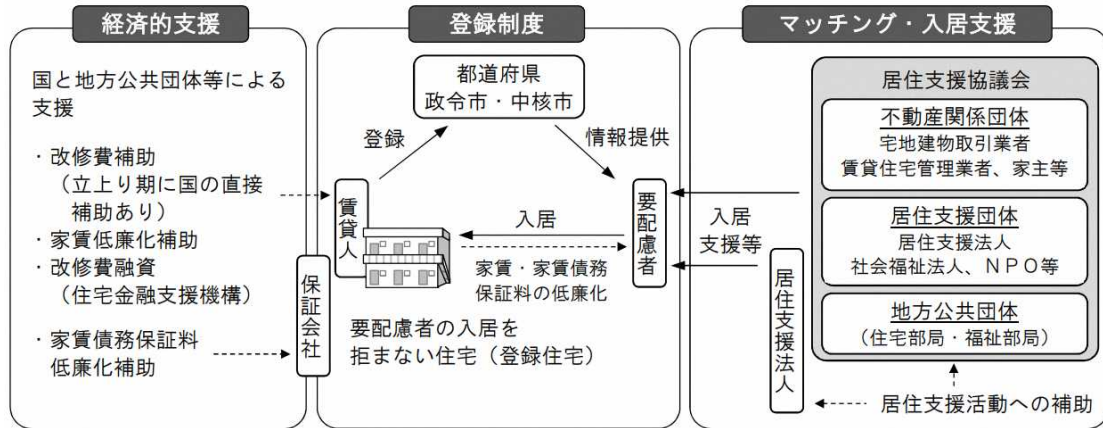 経済的支援
国と地方公共団体等による
支援
・改修費補助
（立上り期に国の直接
補助あり）
・家賃低廉化補助
・改修費融資
（住宅金融支援機構）
・家賃債務保証料
低廉化補助
保証会社
登録制度
都道府県
政令市・中核市
登録
情報提供
賃貸人
要配慮者
入居
家賃・家賃債務
保証料の低廉化
要配慮者の入居を
拒まない住宅（登録住宅）
マッチング・入居支援
入居
支援等
居住支援法人
居住支援協議会
不動産関係団体
宅地建物取引業者
賃貸住宅管理業者、家主等
居住支援団体
居住支援法人
社会福祉法人、ＮＰＯ等
地方公共団体
（住宅部局・福祉部局）
居住支援活動への補助